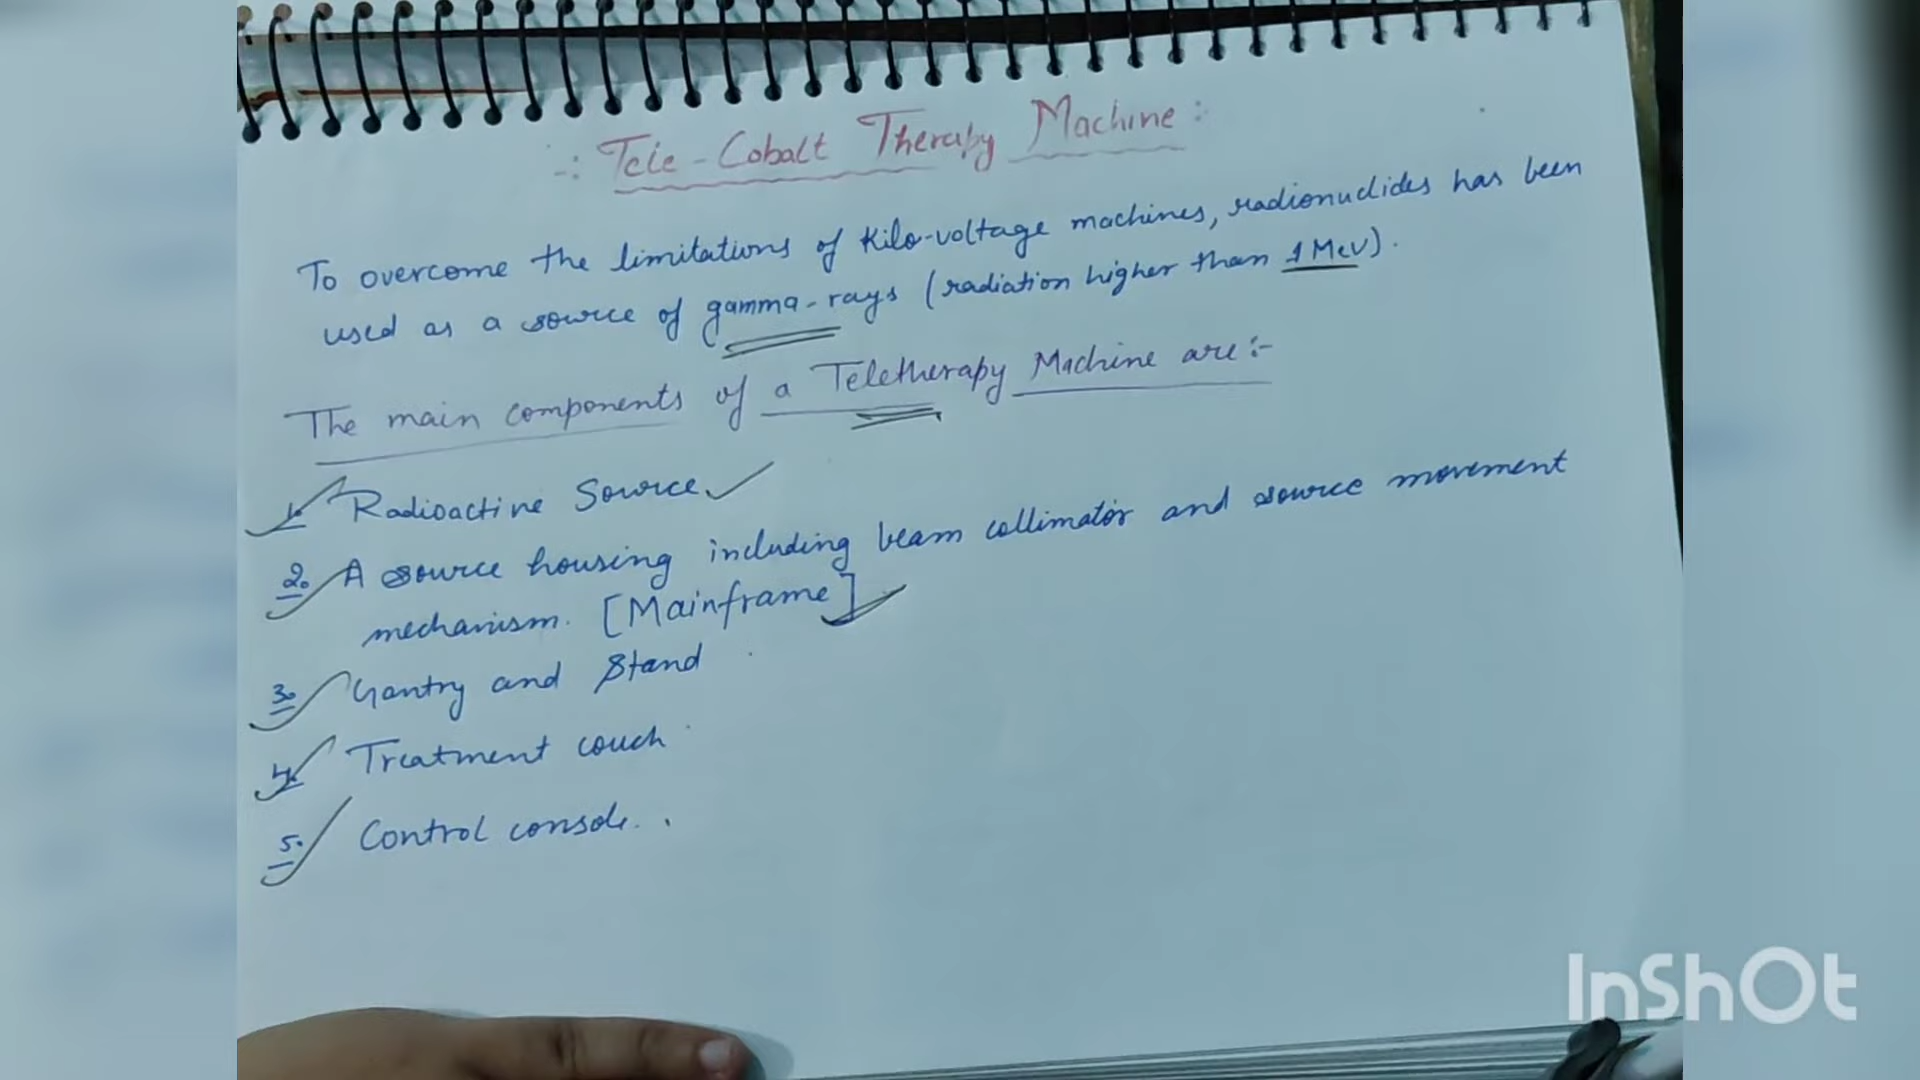 -: Tele-Cobalt Therapy Machine :-
To overcome the limitations of Kilo-voltage machines, radionuclides has been
used as a source of gamma-rays (radiation higher than 1 MeV).
The main components of a Teletherapy Machine are:-
1. Radioactive Source
2. A source housing including beam collimator and source movement
mechanism. [Mainframe]
3. Gantry and Stand
4. Treatment couch
5. Control console.
InShOt